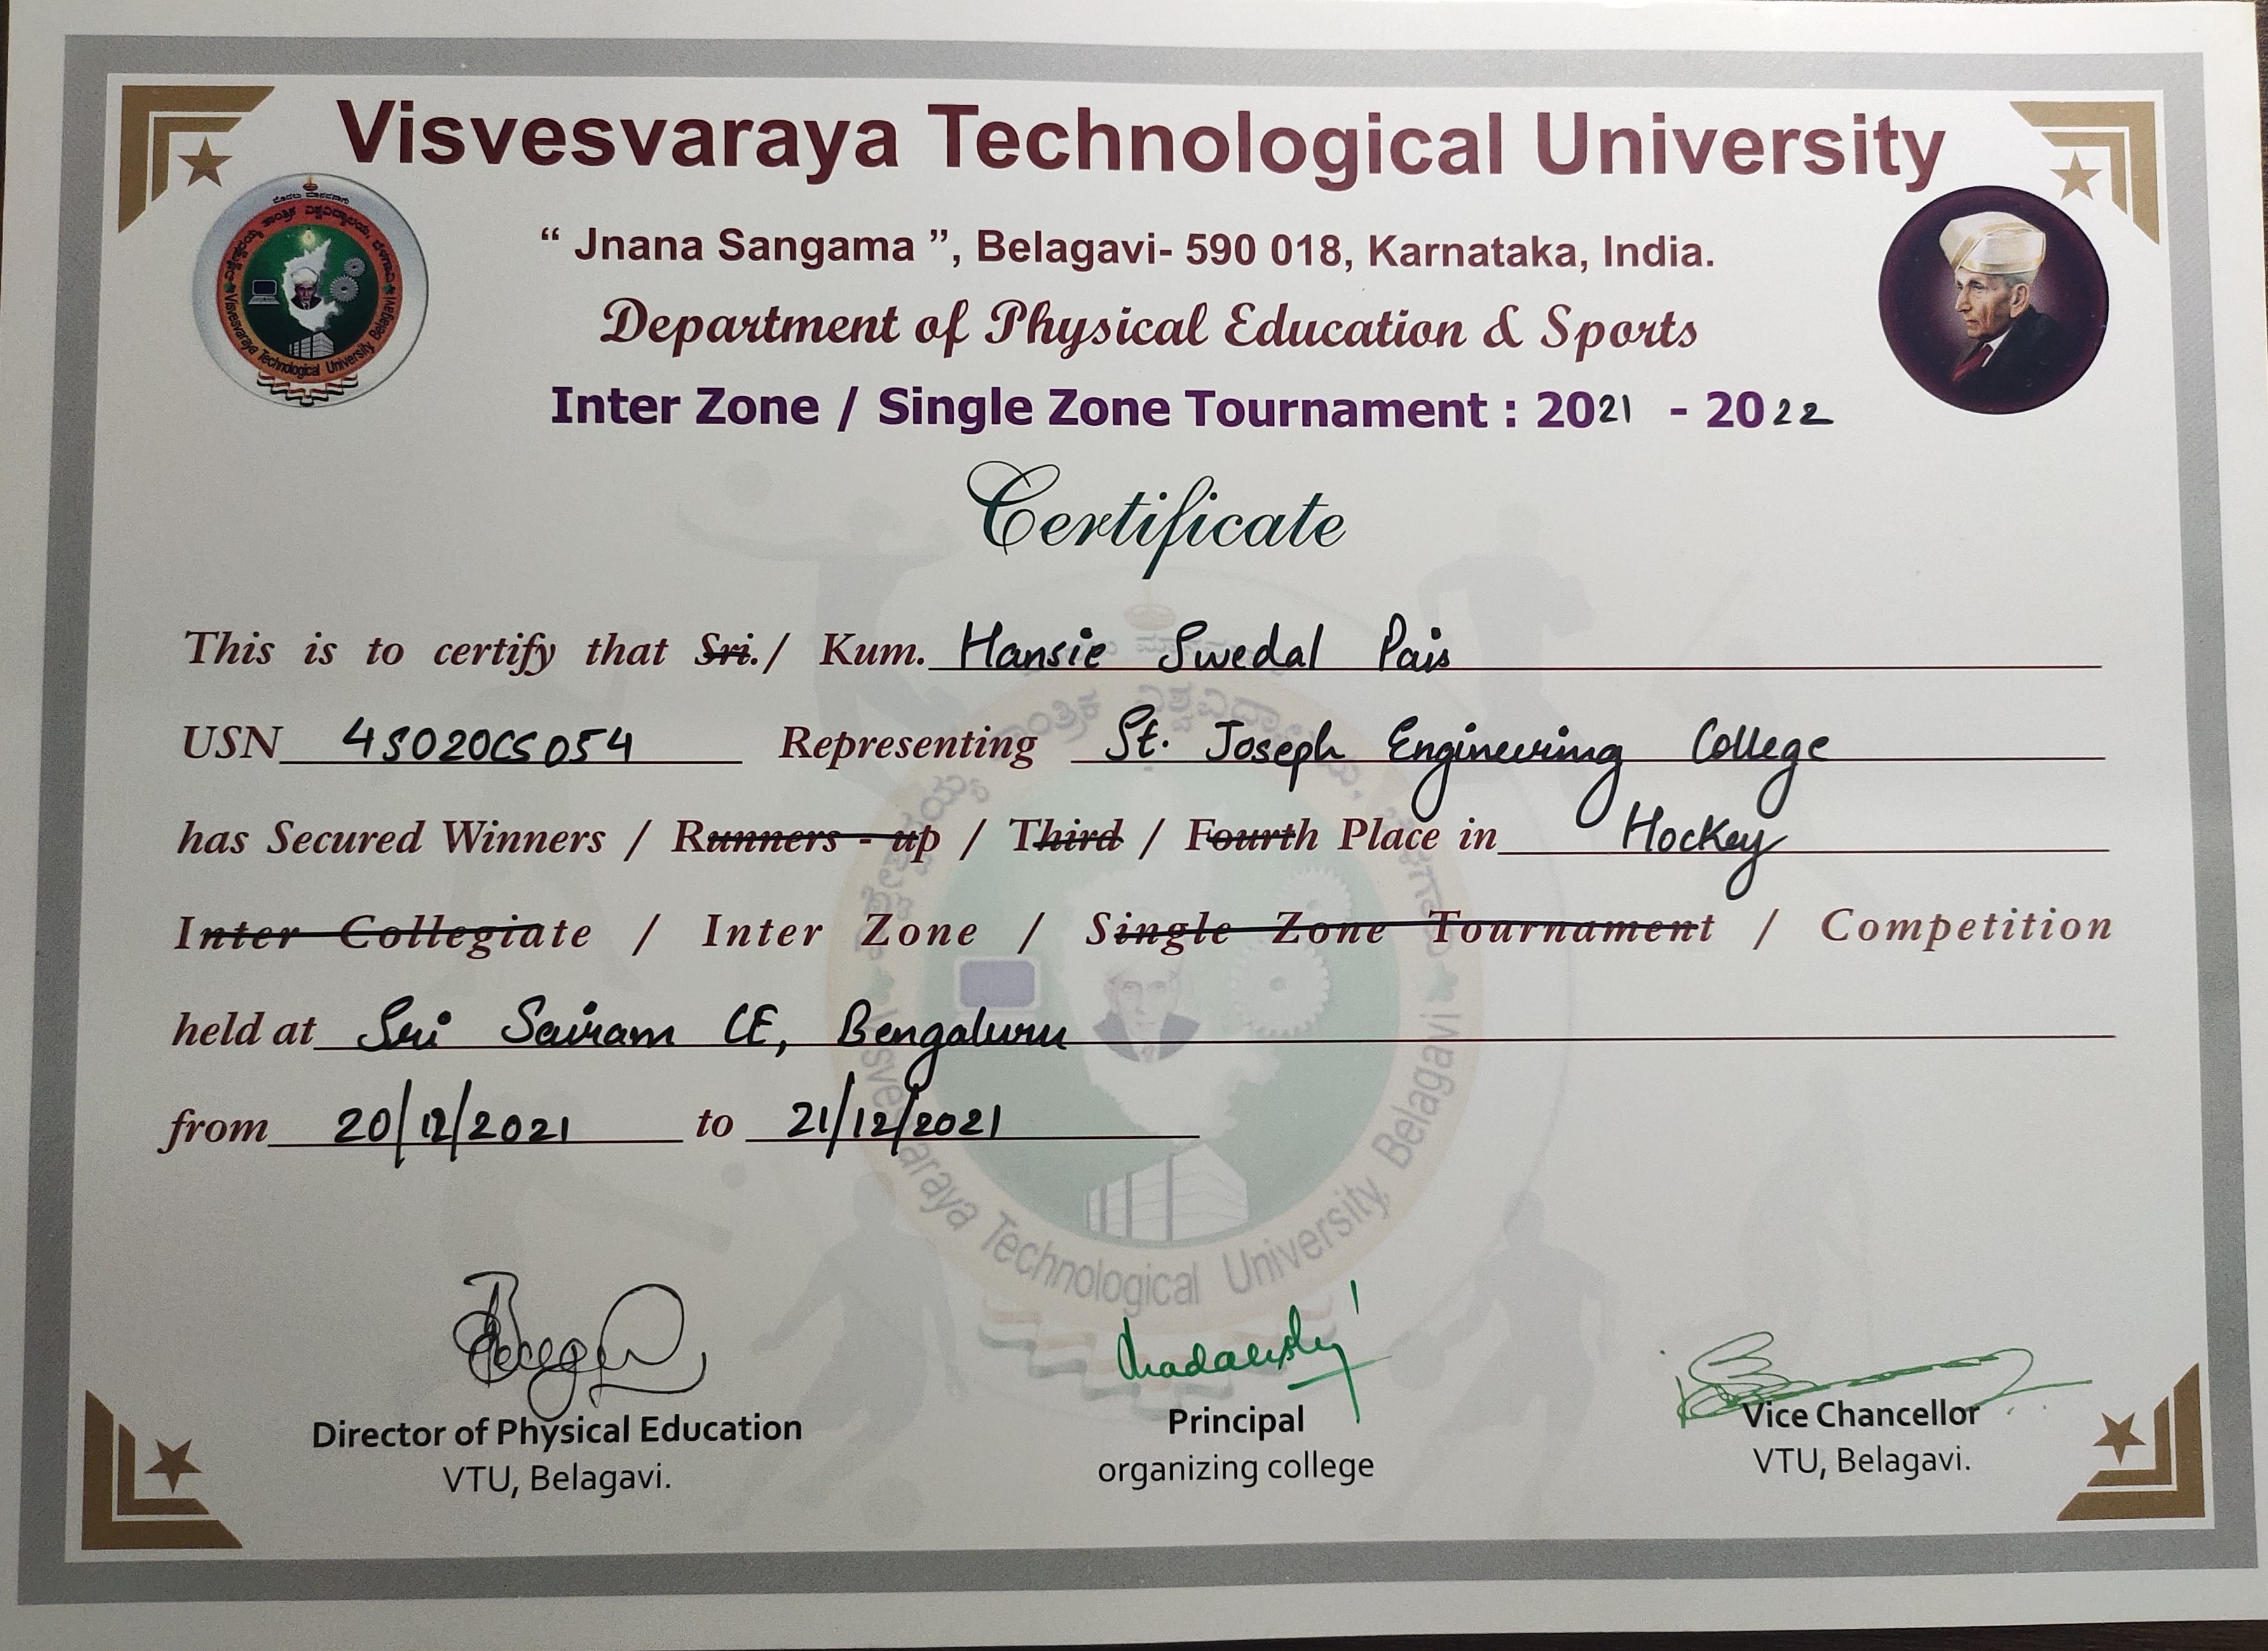 Visvesvaraya Technological University
“ Jnana Sangama ”, Belagavi- 590 018, Karnataka, India.
Department of Physical Education & Sports
Inter Zone / Single Zone Tournament : 2021 - 2022
Visvesvaraya Technological University Belagavi
Certificate
This is to certify that Sri./ Kum. Hansie Swedal Pais
USN 4SO20CS054 Representing St. Joseph Engineering College
has Secured Winners / Runners - up / Third / Fourth Place in Hockey
Inter Collegiate / Inter Zone / Single Zone Tournament / Competition
held at Sri Sairam CE, Bengaluru
from 20/12/2021 to 21/12/2021
Visvesvaraya Technological University Belagavi
Director of Physical Education
VTU, Belagavi.
Principal
organizing college
Vice Chancellor
VTU, Belagavi.